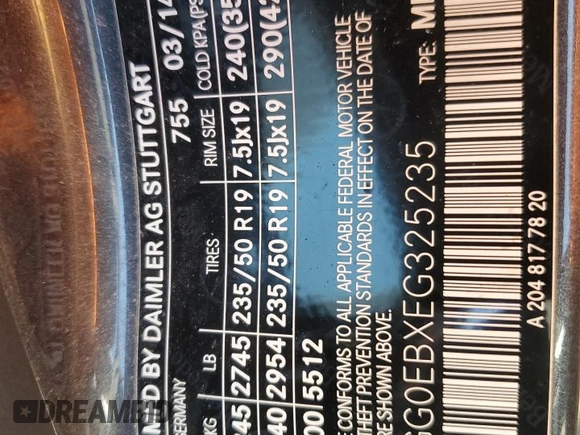 MED BY DAIMLER AG STUTTGART
GERMANY 755 03/14
KG LB TIRES RIM SIZE COLD KPA(PS
245 2745 235/50 R19 7.5Jx19 240(35
40 2954 235/50 R19 7.5Jx19 290(42
00 5512
CONFORMS TO ALL APPLICABLE FEDERAL MOTOR VEHICLE
THEFT PREVENTION STANDARDS IN EFFECT ON THE DATE OF
RE SHOWN ABOVE.
GG0EBXEG325235 TYPE: M
A 204 817 78 20
DREAMBID